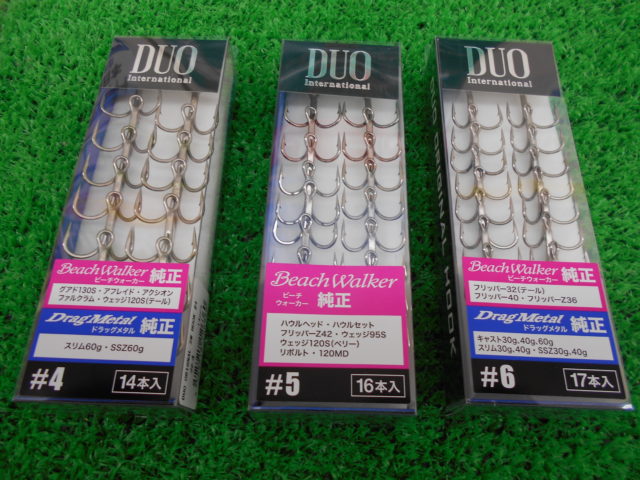 DUO
International
Beach Walker 純正
ビーチウォーカー
グアド130S・アフレイド・アクシオン
ファルクラム・ウェッジ120S(テール)
Drag Metal 純正
ドラッグメタル
スリム60g・SSZ60g
#4 14本入
DUO
International
Beach Walker
ビーチ
ウォーカー 純正
ハウルヘッド・ハウルセット
フリッパーZ42・ウェッジ95S
ウェッジ120S(ベリー)
リボルト・120MD
#5 16本入
DUO
International
Beach Walker 純正
ビーチウォーカー
フリッパー32(テール)
フリッパー40・フリッパーZ36
Drag Metal 純正
ドラッグメタル
キャスト30g,40g,60g
スリム30g,40g・SSZ30g,40g
#6 17本入